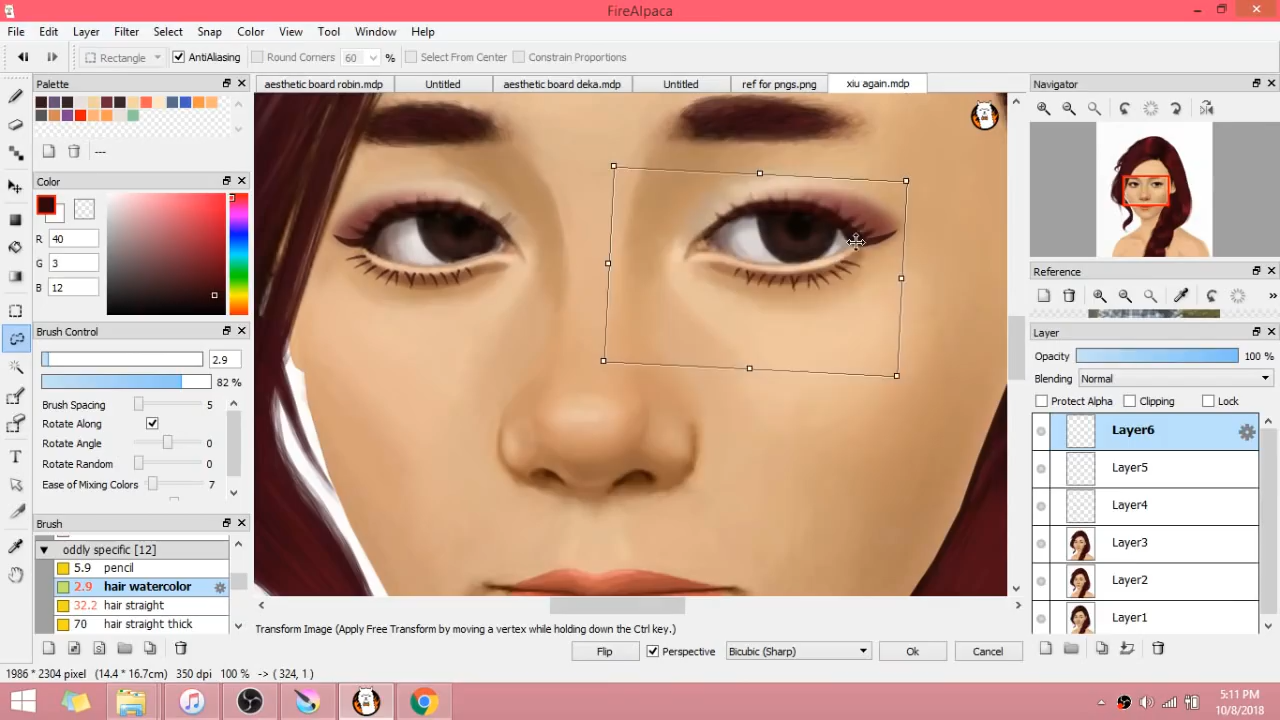 FireAlpaca
File Edit Layer Filter Select Snap Color View Tool Window Help
Rectangle AntiAliasing Round Corners 60 % Select From Center Constrain Proportions
Palette
aesthetic board robin.mdp Untitled aesthetic board deka.mdp Untitled ref for pngs.png xiu again.mdp
Navigator
---
Color
R 40
G 3
B 12
Brush Control
2.9
82 %
Brush Spacing 5
Rotate Along
Rotate Angle 0
Rotate Random 0
Ease of Mixing Colors 7
Brush
oddly specific [12]
5.9 pencil
2.9 hair watercolor
32.2 hair straight
70 hair straight thick
Reference
»
Layer
Opacity 100 %
Blending Normal
Protect Alpha Clipping Lock
Layer6
Layer5
Layer4
Layer3
Layer2
Layer1
Transform Image (Apply Free Transform by moving a vertex while holding down the Ctrl key.)
Flip Perspective Bicubic (Sharp) Ok Cancel
1986 * 2304 pixel (14.4 * 16.7cm) 350 dpi 100 % -> ( 324, 1 )
5:11 PM
10/8/2018